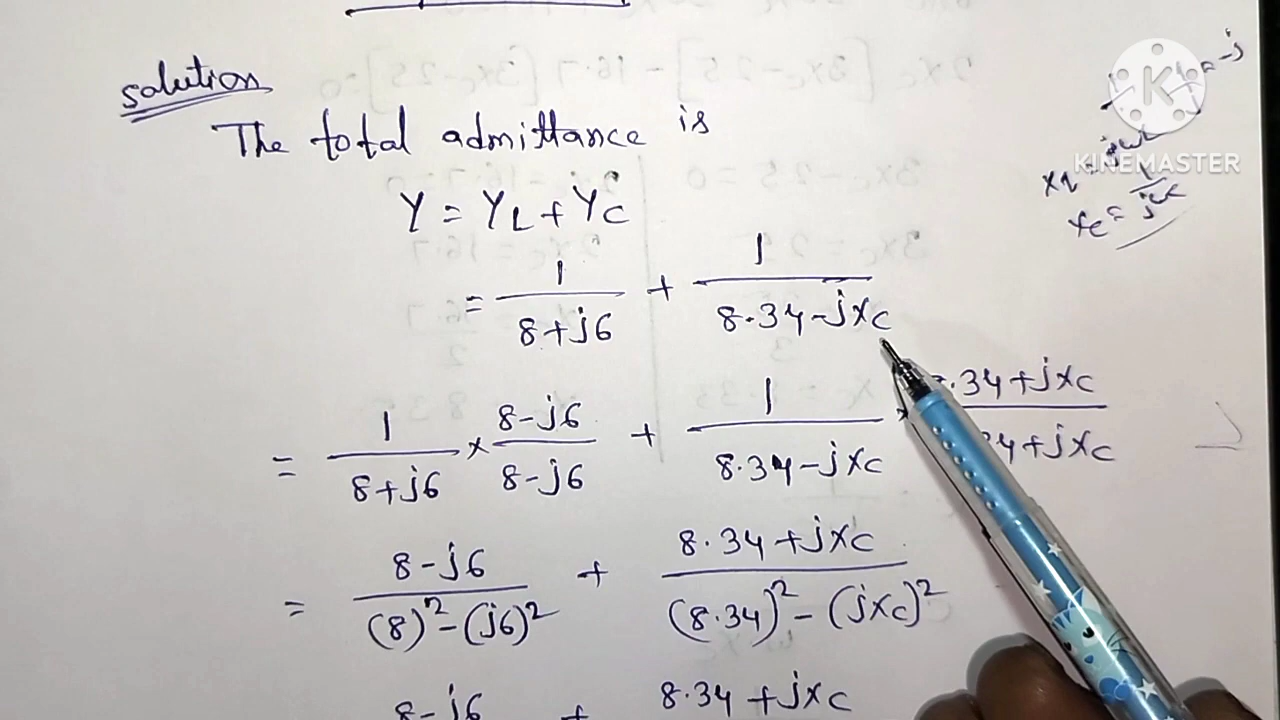 solution
The total admittance is
Y = YL + YC
= 1/(8+j6) + 1/(8.34-jXC)
= 1/(8+j6) × (8-j6)/(8-j6) + 1/(8.34-jXC) × 8.34+jXC / 34+jXC
= (8-j6)/((8)²-(j6)²) + (8.34+jXC)/((8.34)²-(jXC)²)
8-j6 + 8.34+jXC
KINEMASTER